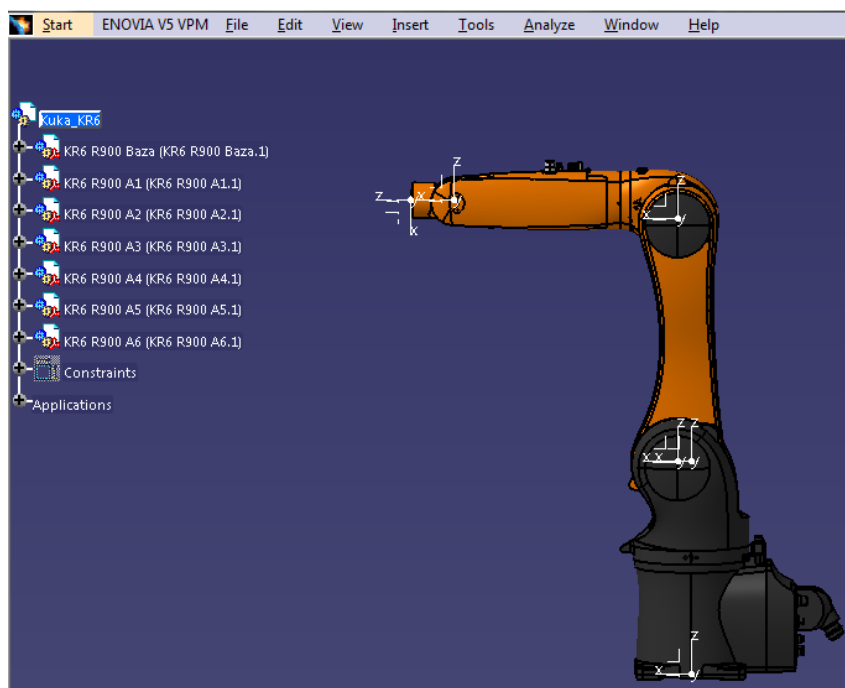 Start ENOVIA V5 VPM File Edit View Insert Tools Analyze Window Help
Kuka_KR6
KR6 R900 Baza (KR6 R900 Baza.1)
KR6 R900 A1 (KR6 R900 A1.1)
KR6 R900 A2 (KR6 R900 A2.1)
KR6 R900 A3 (KR6 R900 A3.1)
KR6 R900 A4 (KR6 R900 A4.1)
KR6 R900 A5 (KR6 R900 A5.1)
KR6 R900 A6 (KR6 R900 A6.1)
Constraints
Applications
z
z
z x y
x
x y
z z
x x y y
z
x y